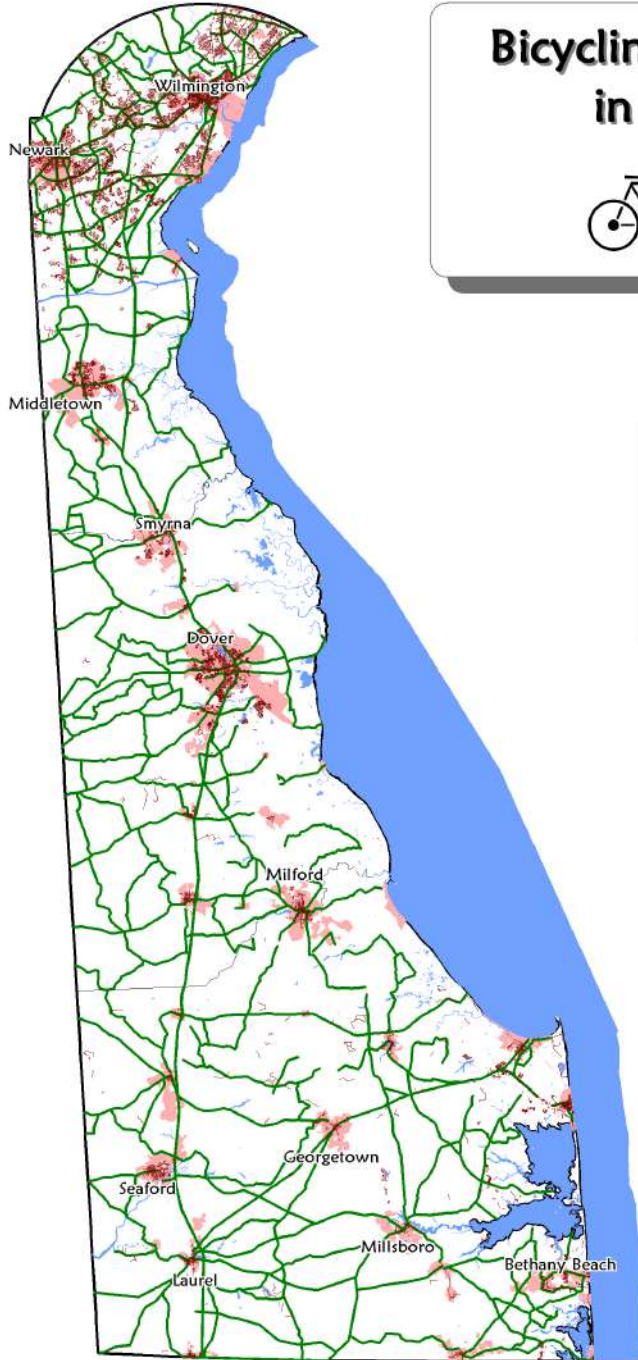 Bicyclin
in
Wilmington
Newark
Middletown
Smyrna
Dover
Milford
Georgetown
Seaford
Millsboro
Bethany Beach
Laurel